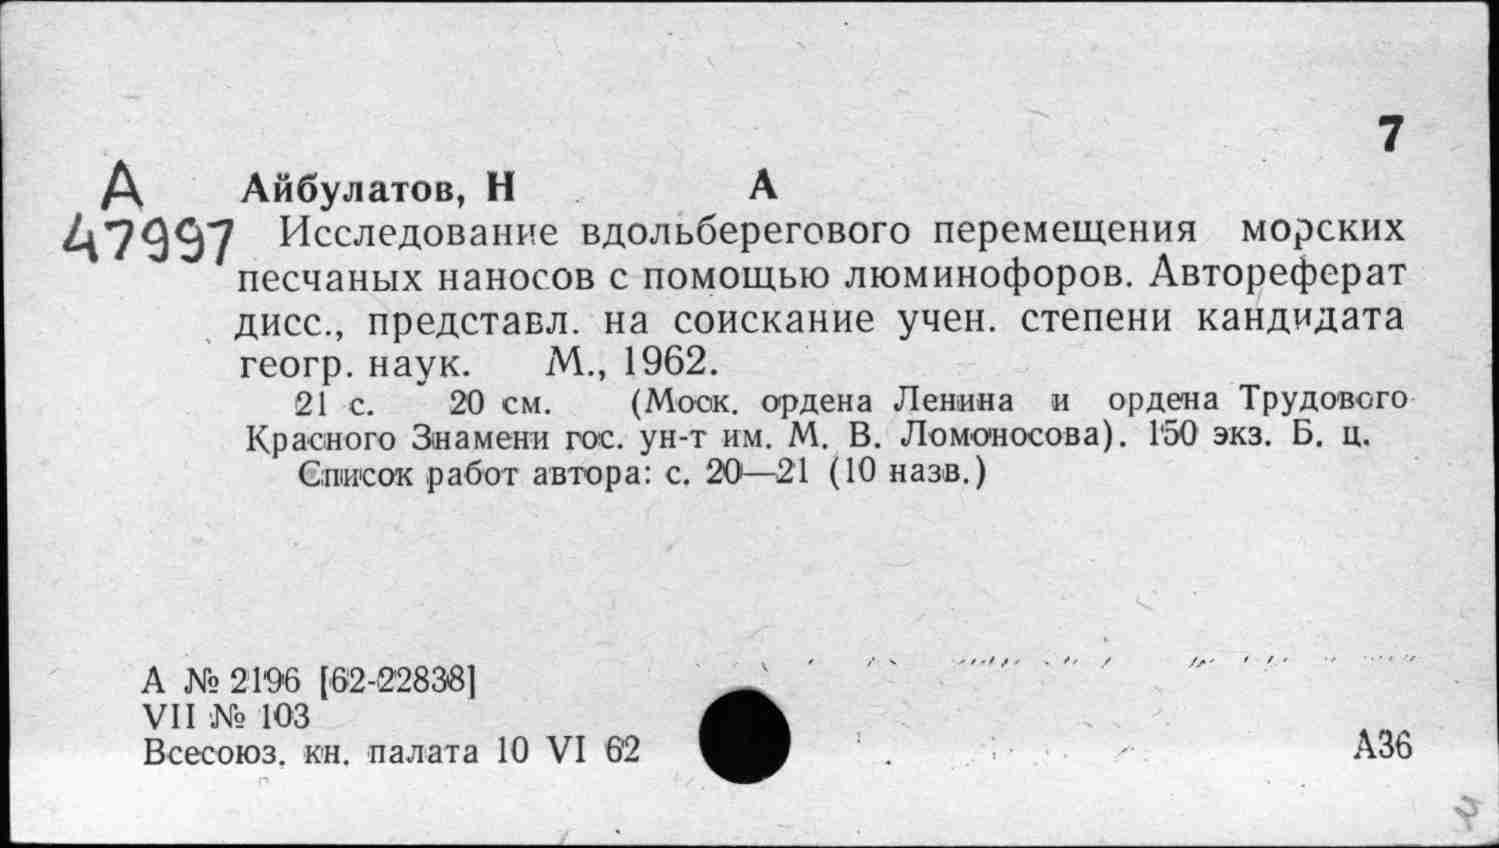 7
А Айбулатов, Н А
47997 Исследование вдольберегового перемещения морских
песчаных наносов с помощью люминофоров. Автореферат
дисс., представл. на соискание учен. степени кандидата
геогр. наук. М., 1962.
21 с. 20 см. (Моск. ордена Ленина и ордена Трудового
Красного Знамени гос. ун-т им. М. В. Ломоносова). 150 экз. Б. ц.
Список работ автора: с. 20—21 (10 назв.)
А № 2196 [62-22838]
VII № 103
Всесоюз. кн. палата 10 VI 62
А36